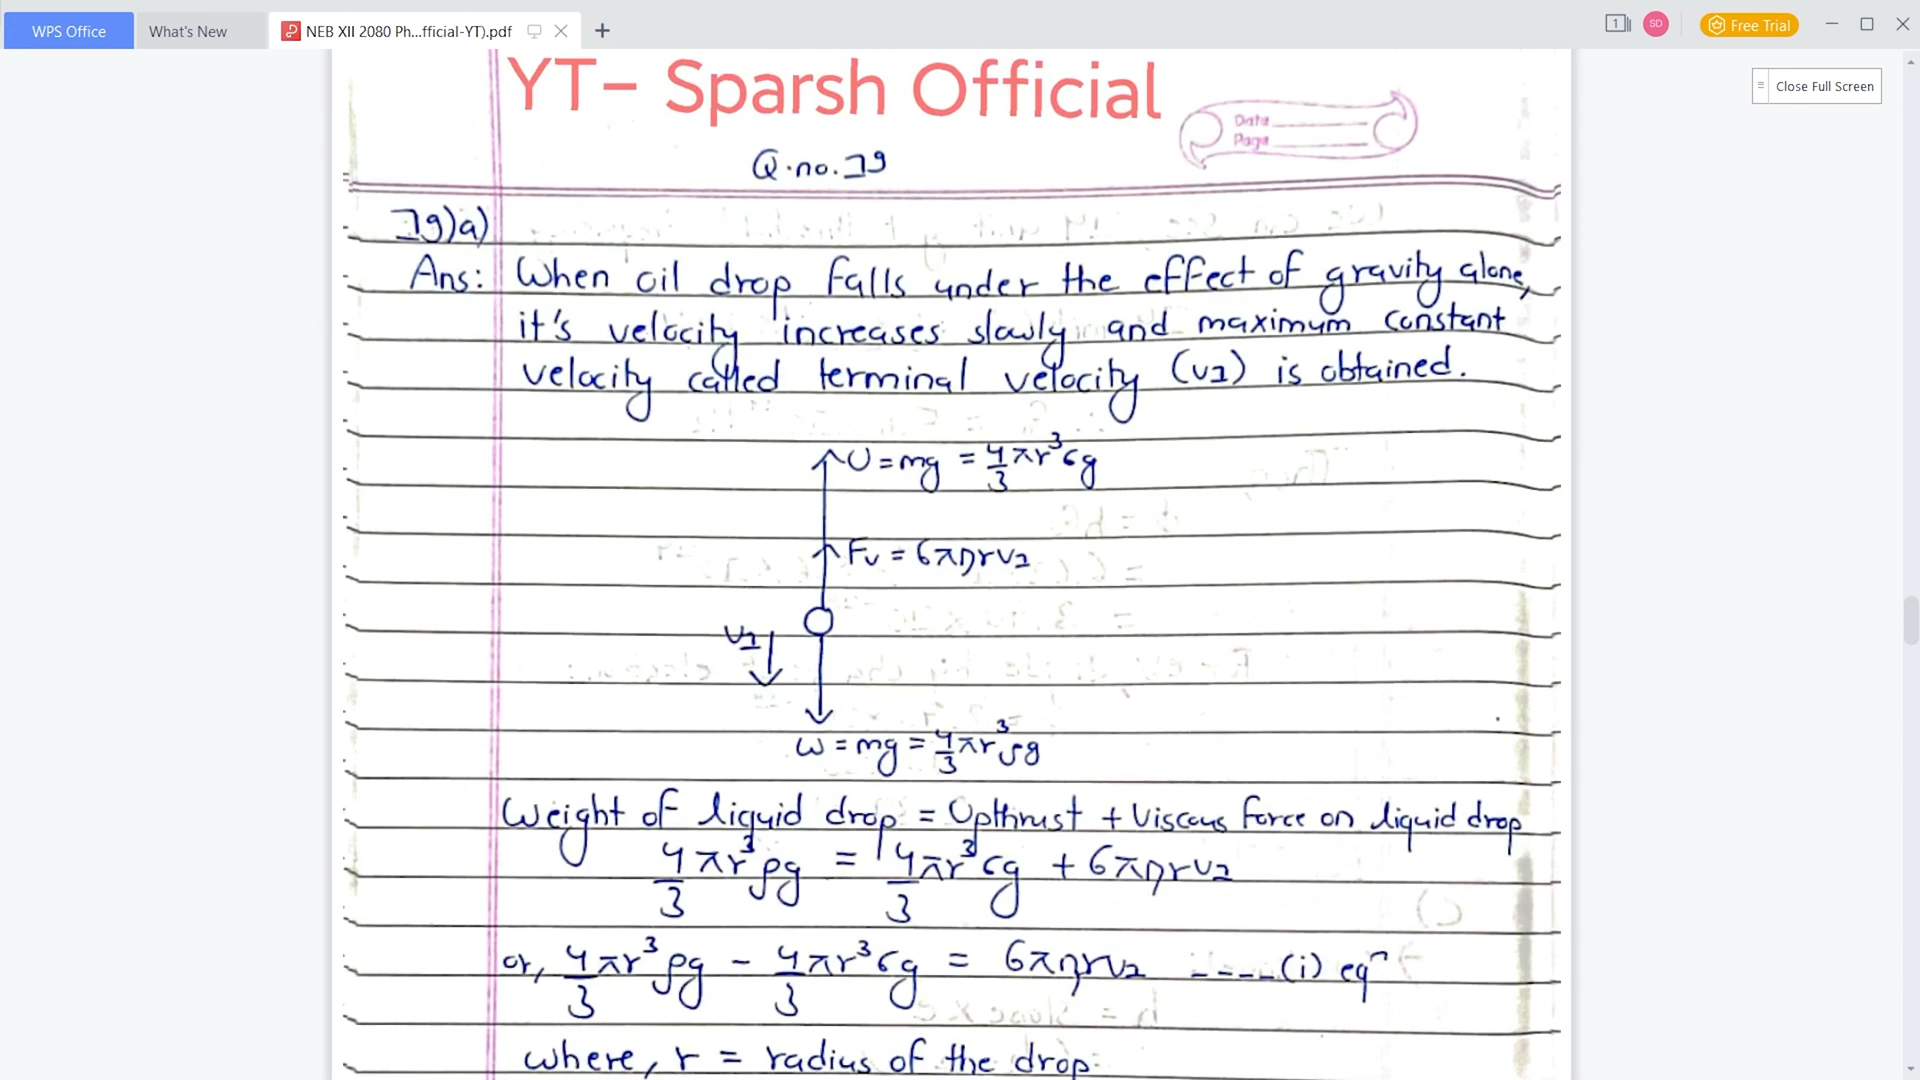 WPS Office
What's New
NEB XII 2080 Ph...fficial-YT).pdf
1
SD
Free Trial
Close Full Screen
YT- Sparsh Official
Date
Page
Q.no.19
19)a)
Ans: When oil drop falls under the effect of gravity alone,
it's velocity increases slowly and maximum constant
velocity called terminal velocity (v1) is obtained.
U = mg = 4/3 πr³σg
Fv = 6πηrv1
v1
w = mg = 4/3 πr³ρg
Weight of liquid drop = Upthrust + Viscous force on liquid drop
4/3 πr³ρg = 4/3 πr³σg + 6πηrv1
or, 4/3 πr³ρg - 4/3 πr³σg = 6πηrv1 ----(i) eqⁿ
where, r = radius of the drop.